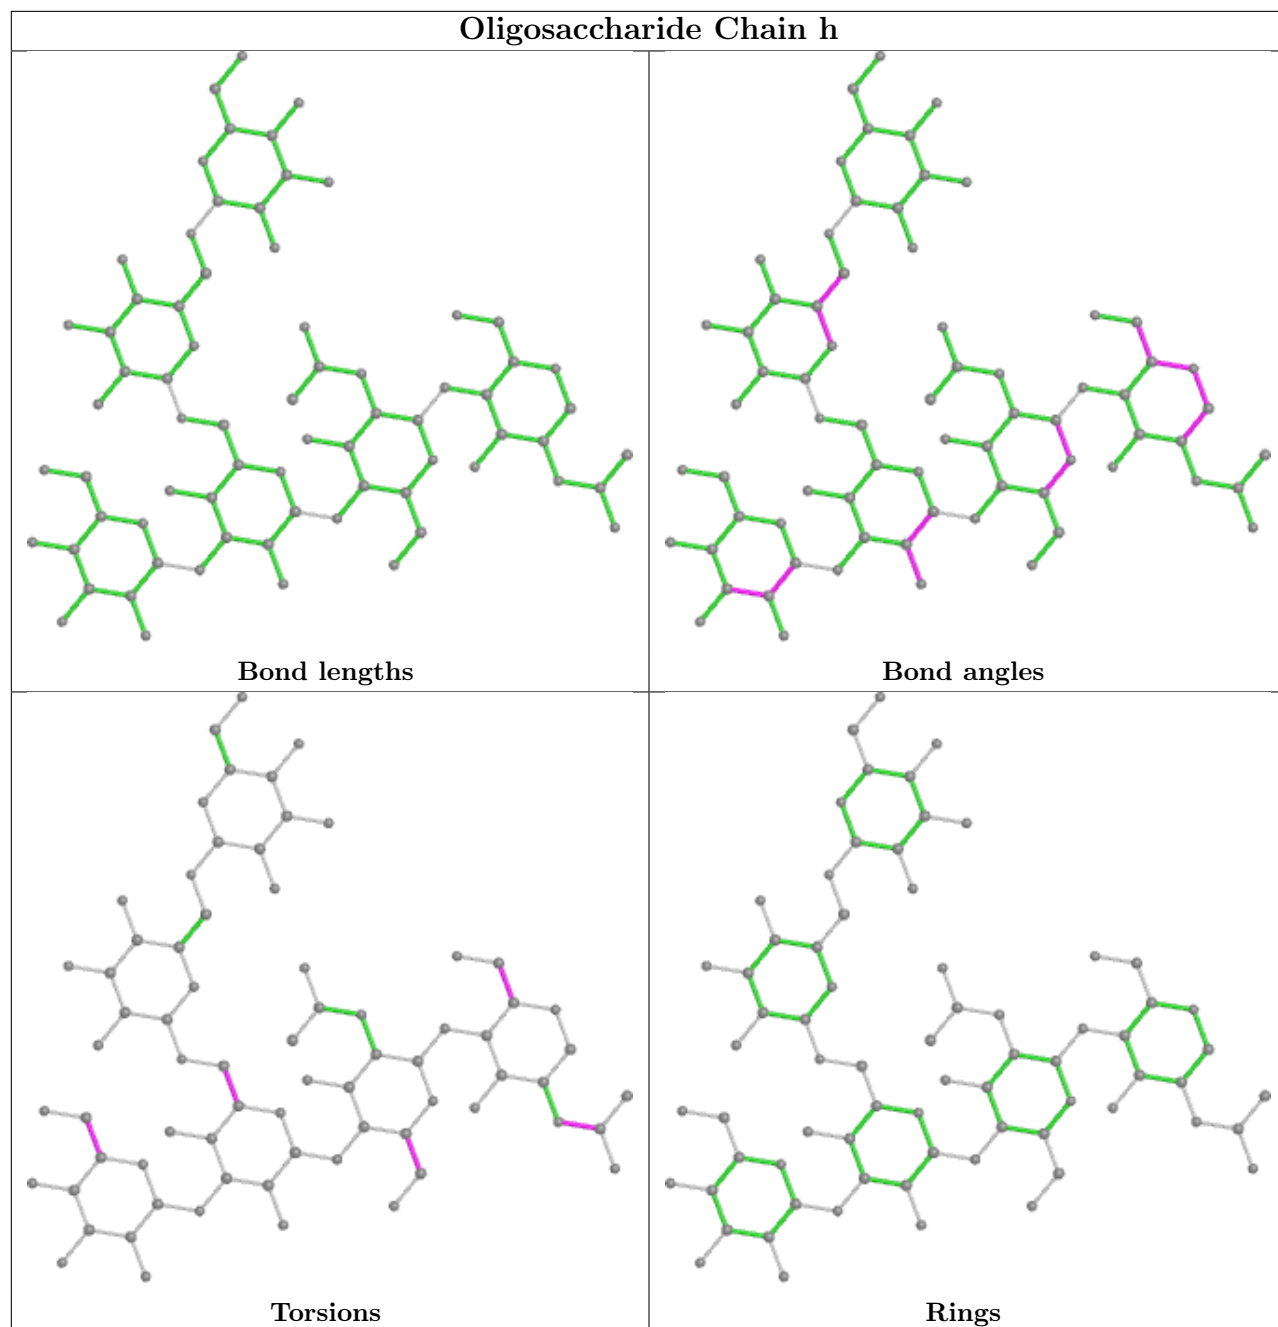 Oligosaccharide Chain h
Bond lengths
Bond angles
Torsions
Rings